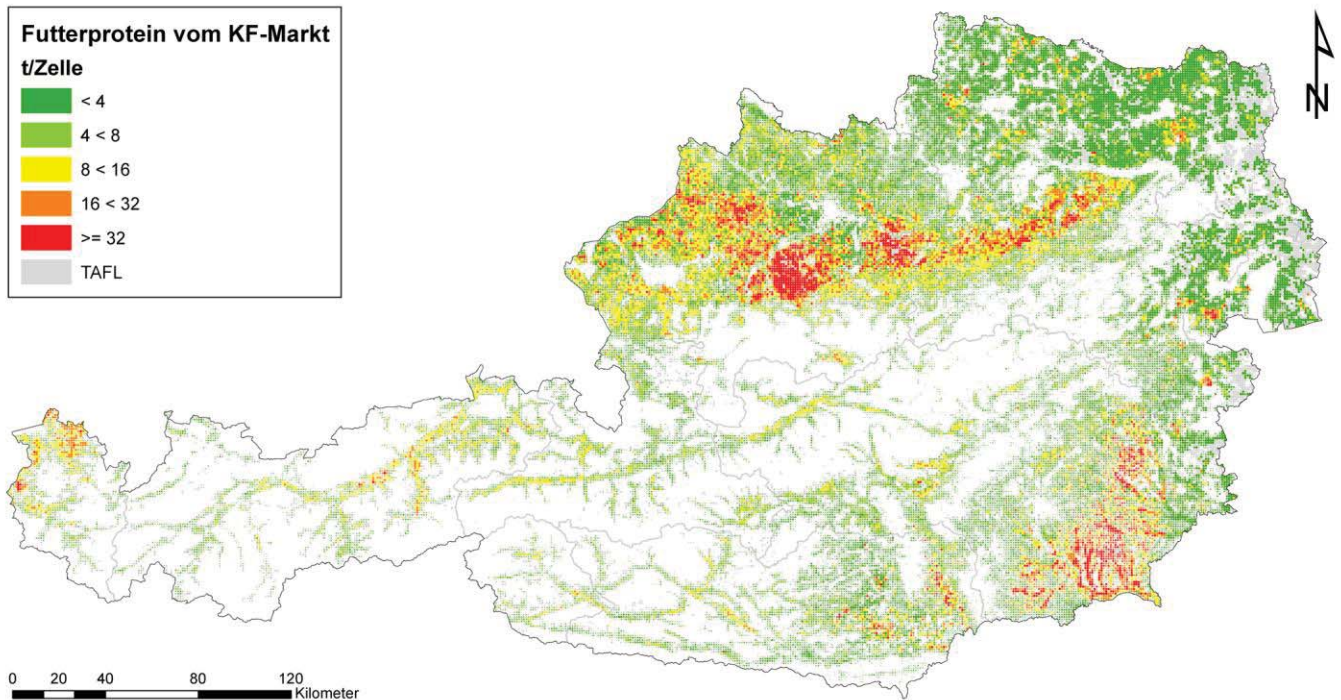 Futterprotein vom KF-Markt
t/Zelle
< 4
4 < 8
8 < 16
16 < 32
>= 32
TAFL
N
0 20 40 80 120
Kilometer